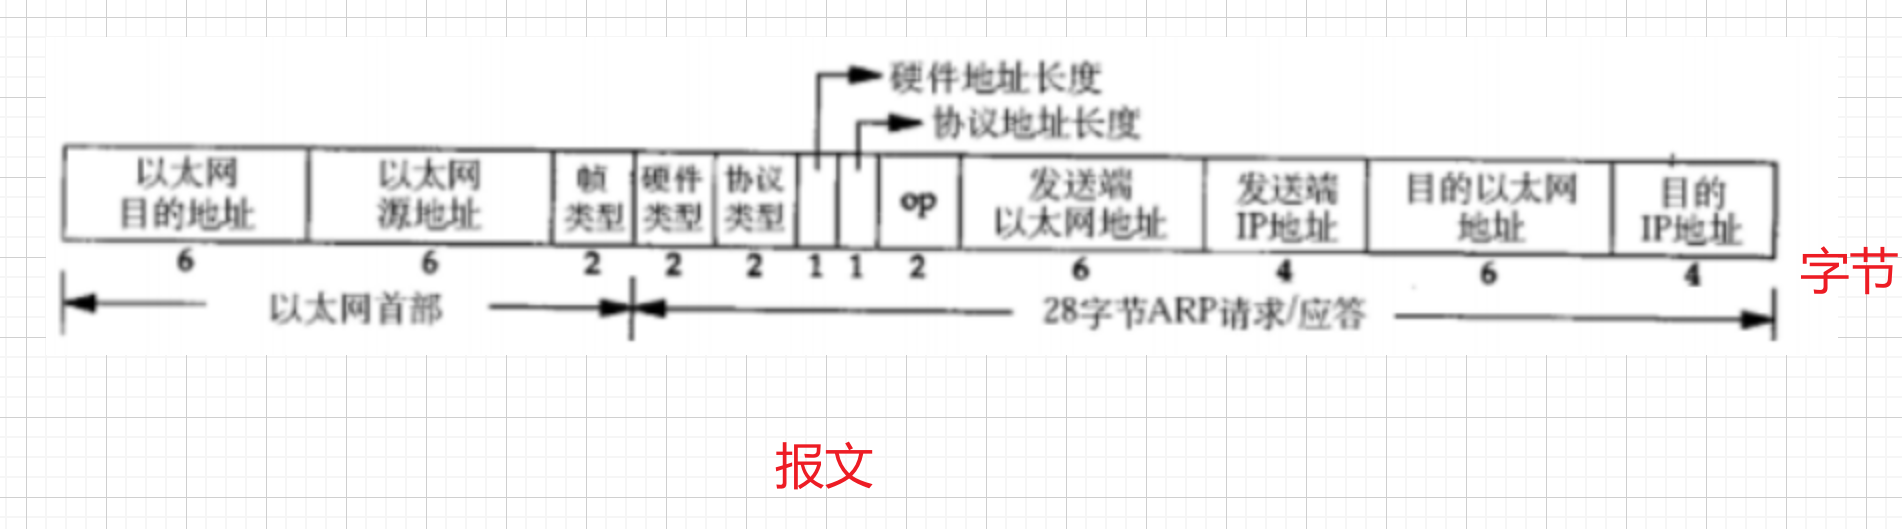 硬件地址长度
协议地址长度
以太网
目的地址
以太网
源地址
帧
类型
硬件
类型
协议
类型
op
发送端
以太网地址
发送端
IP地址
目的以太网
地址
目的
IP地址
6 6 2 2 2 1 1 2 6 4 6 4
字节
以太网首部
28字节ARP请求/应答
报文